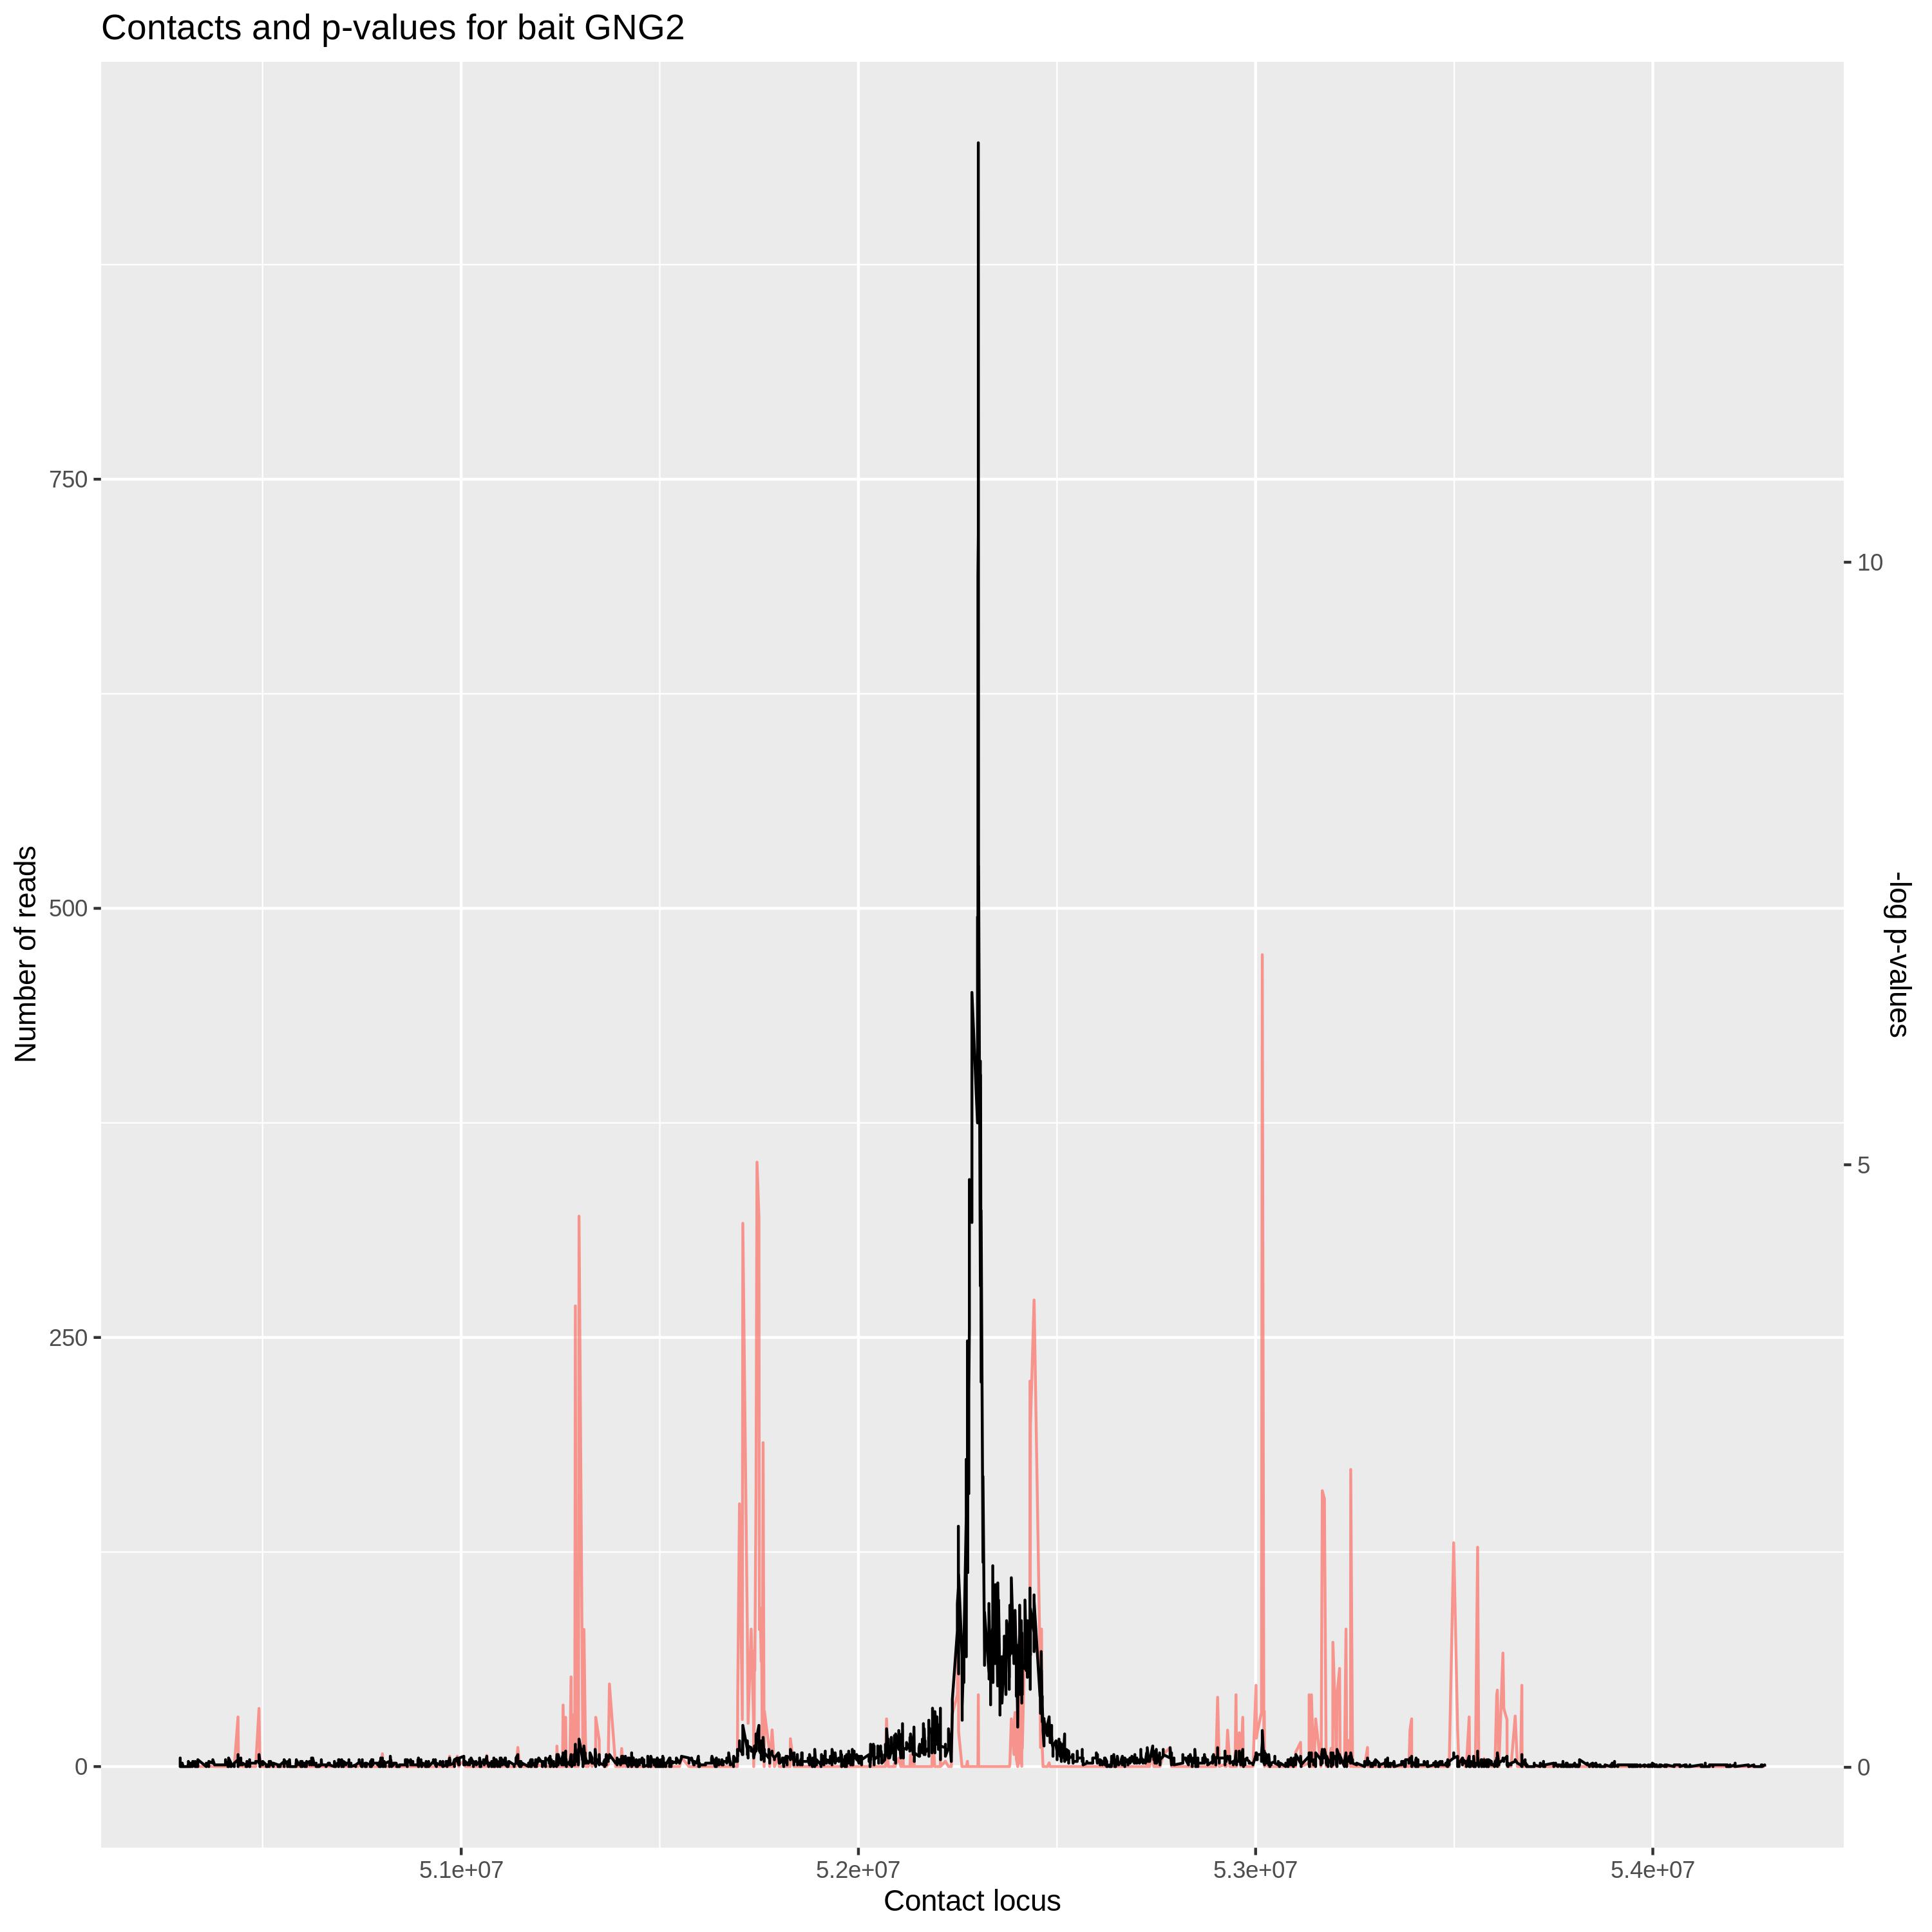 Contacts and p-values for bait GNG2
750
500
250
0
Number of reads
10
5
0
-log p-values
5.1e+07
5.2e+07
5.3e+07
5.4e+07
Contact locus